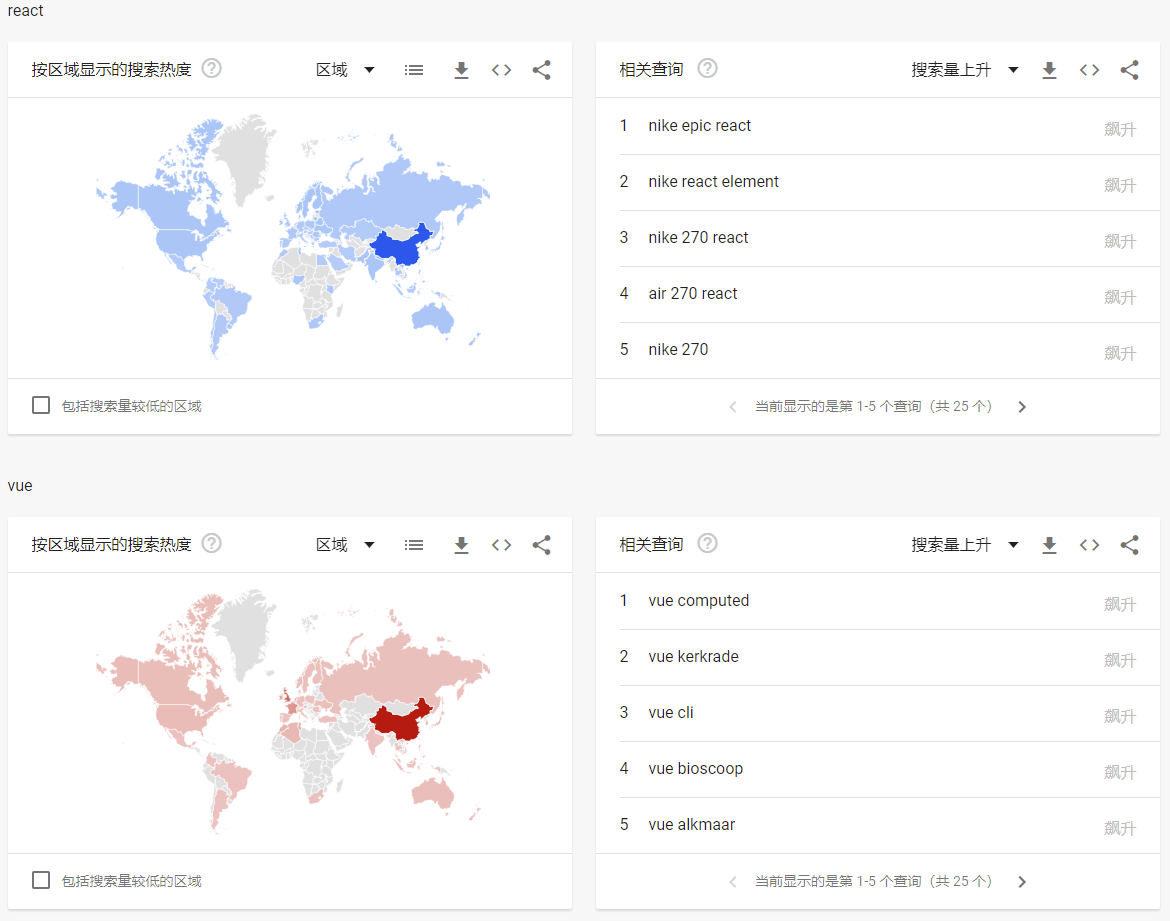 react
按区域显示的搜索热度 ? 区域
相关查询 ? 搜索量上升
1 nike epic react 飙升
2 nike react element 飙升
3 nike 270 react 飙升
4 air 270 react 飙升
5 nike 270 飙升
包括搜索量较低的区域
当前显示的是第 1-5 个查询（共 25 个）
vue
按区域显示的搜索热度 ? 区域
相关查询 ? 搜索量上升
1 vue computed 飙升
2 vue kerkrade 飙升
3 vue cli 飙升
4 vue bioscoop 飙升
5 vue alkmaar 飙升
包括搜索量较低的区域
当前显示的是第 1-5 个查询（共 25 个）